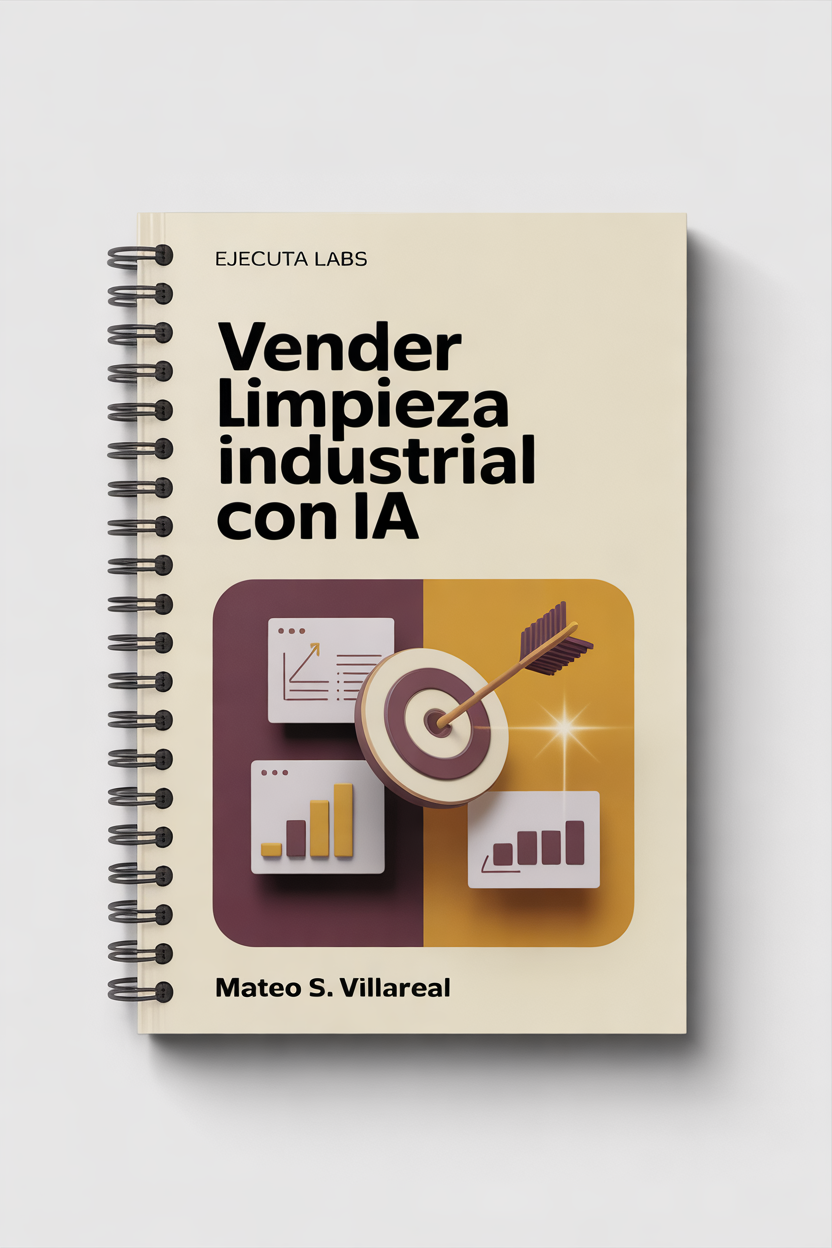 EJECUTA LABS
Vender
Limpieza
industrial
con IA
Mateo S. Villareal